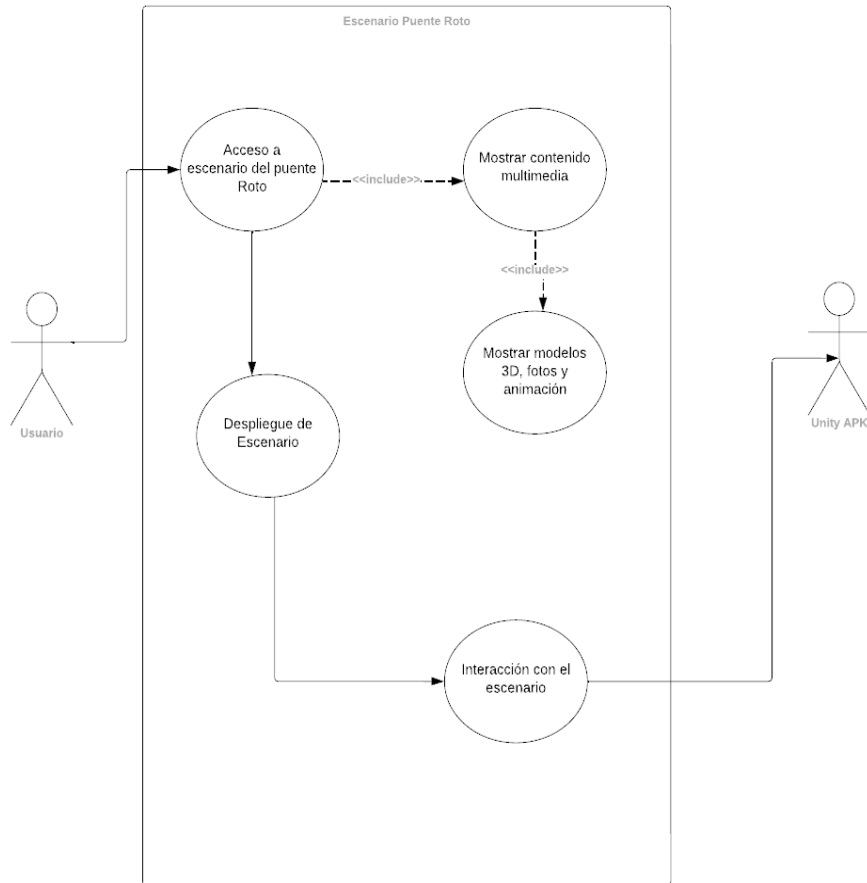 Escenario Puente Roto
Acceso a
escenario del puente
Roto
<<include>>
Mostrar contenido
multimedia
<<include>>
Mostrar modelos
3D, fotos y
animación
Usuario
Unity APK
Despliegue de
Escenario
Interacción con el
escenario